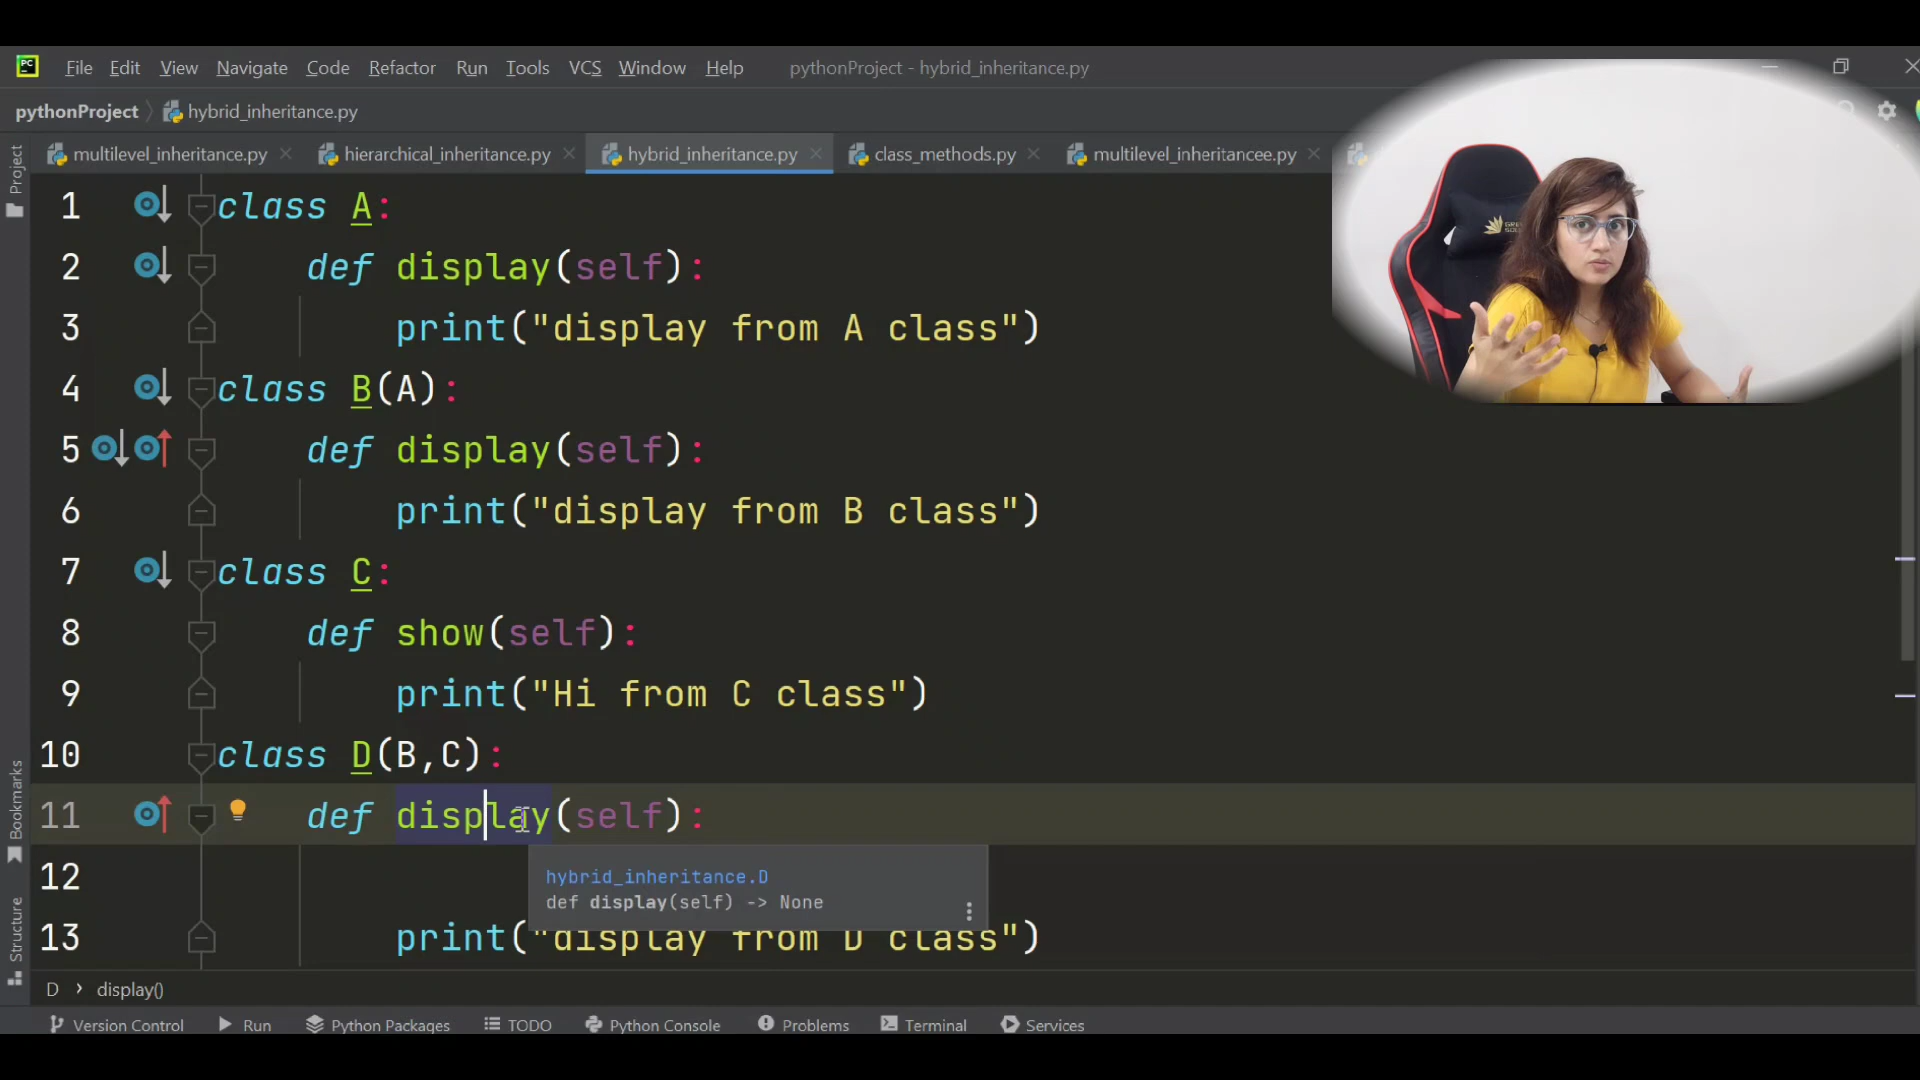 PC File Edit View Navigate Code Refactor Run Tools VCS Window Help pythonProject - hybrid_inheritance.py
pythonProject hybrid_inheritance.py
multilevel_inheritance.py hierarchical_inheritance.py hybrid_inheritance.py class_methods.py multilevel_inheritancee.py
Project
Bookmarks
Structure
1 class A:
2 def display(self):
3 print("display from A class")
4 class B(A):
5 def display(self):
6 print("display from B class")
7 class C:
8 def show(self):
9 print("Hi from C class")
10 class D(B,C):
11 def display(self):
12
hybrid_inheritance.D
def display(self) -> None
13 print("display from D class")
D › display()
Version Control Run Python Packages TODO Python Console Problems Terminal Services